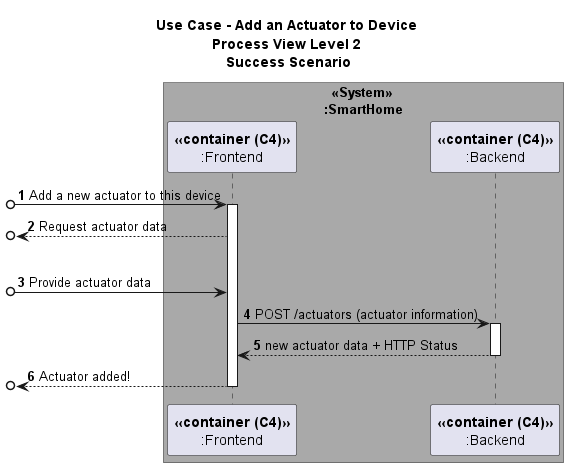 Use Case - Add an Actuator to Device
Process View Level 2
Success Scenario
«System»
:SmartHome
«container (C4)»
:Frontend
«container (C4)»
:Backend
1 Add a new actuator to this device
2 Request actuator data
3 Provide actuator data
4 POST /actuators (actuator information)
5 new actuator data + HTTP Status
6 Actuator added!
«container (C4)»
:Frontend
«container (C4)»
:Backend